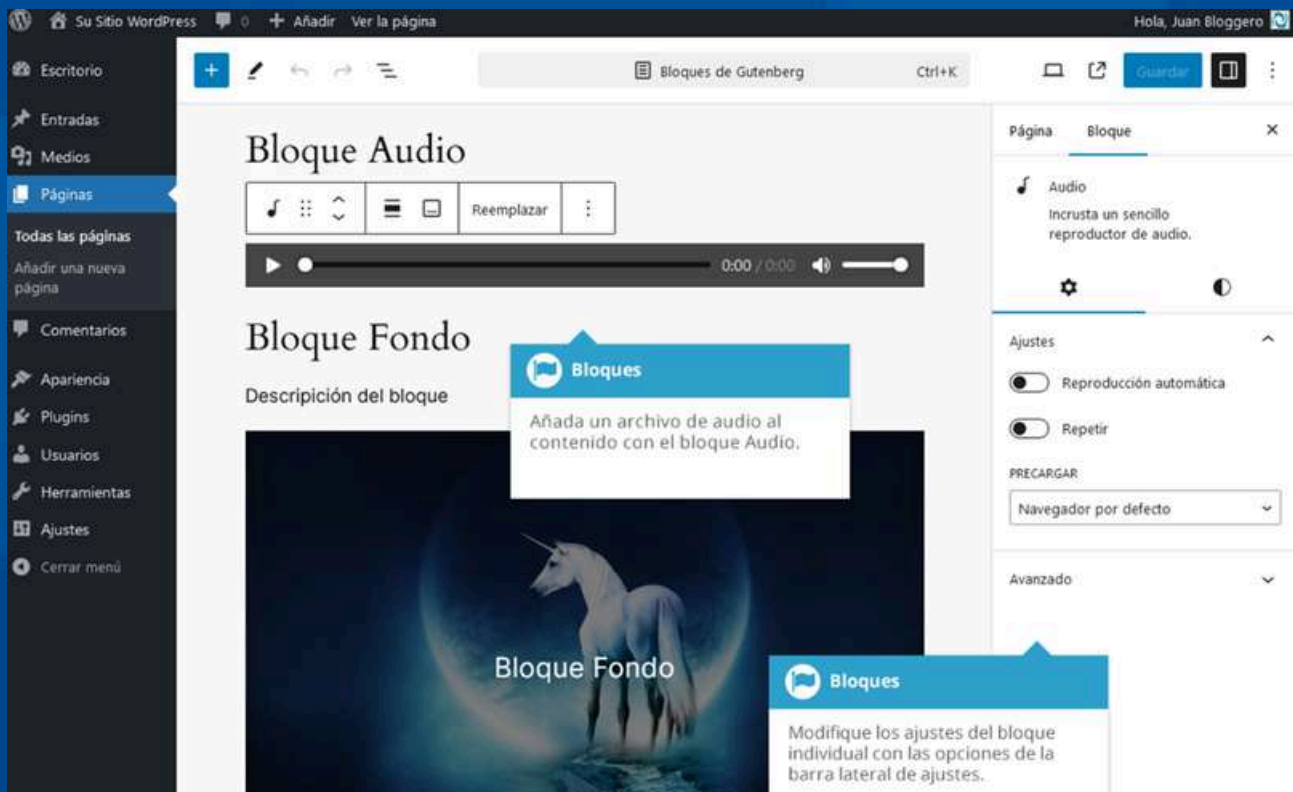 Su Sitio WordPress 0 + Añadir Ver la página Hola, Juan Bloggero
Escritorio
Entradas
Medios
Páginas
Todas las páginas
Añadir una nueva
página
Comentarios
Apariencia
Plugins
Usuarios
Herramientas
Ajustes
Cerrar menú
Bloques de Gutenberg Ctrl+K Guardar
Bloque Audio
Reemplazar
0:00 / 0:00
Bloque Fondo
Descripición del bloque
Bloques
Añada un archivo de audio al
contenido con el bloque Audio.
Bloque Fondo
Página Bloque
Audio
Incrusta un sencillo
reproductor de audio.
Ajustes
Reproducción automática
Repetir
PRECARGAR
Navegador por defecto
Avanzado
Bloques
Modifique los ajustes del bloque
individual con las opciones de la
barra lateral de ajustes.